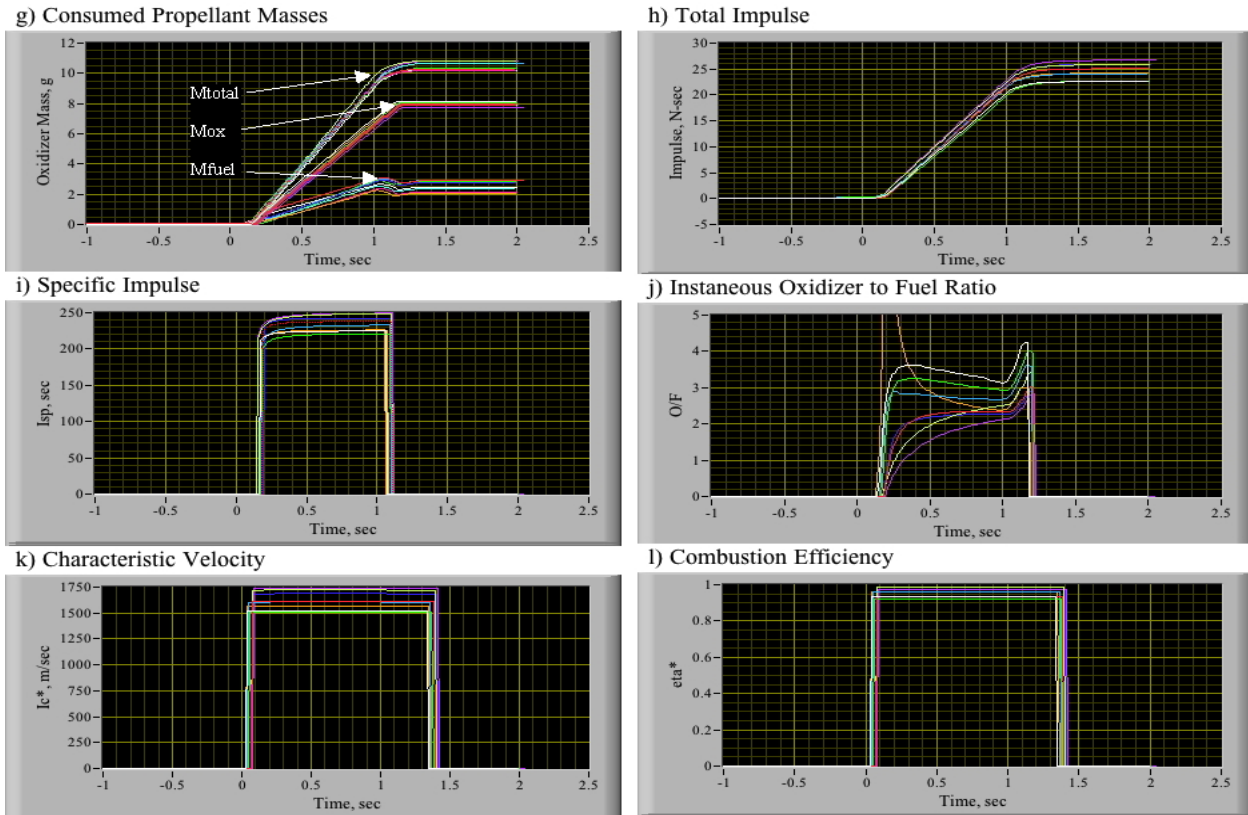 g) Consumed Propellant Masses
12
10
8
6
4
2
0
Oxidizer Mass, g
Mtotal
Mox
Mfuel
-1 -0.5 0 0.5 1 1.5 2 2.5
Time, sec
h) Total Impulse
30
25
20
15
10
5
0
-5
Impulse, N-sec
-1 -0.5 0 0.5 1 1.5 2 2.5
Time, sec
i) Specific Impulse
250
200
150
100
50
0
Isp, sec
-1 -0.5 0 0.5 1 1.5 2 2.5
Time, sec
j) Instaneous Oxidizer to Fuel Ratio
5
4
3
2
1
0
O/F
-1 -0.5 0 0.5 1 1.5 2 2.5
Time, sec
k) Characteristic Velocity
1750
1500
1250
1000
750
500
250
0
Ic*, m/sec
-1 -0.5 0 0.5 1 1.5 2 2.5
Time, sec
l) Combustion Efficiency
1
0.8
0.6
0.4
0.2
0
eta*
-1 -0.5 0 0.5 1 1.5 2 2.5
Time, sec